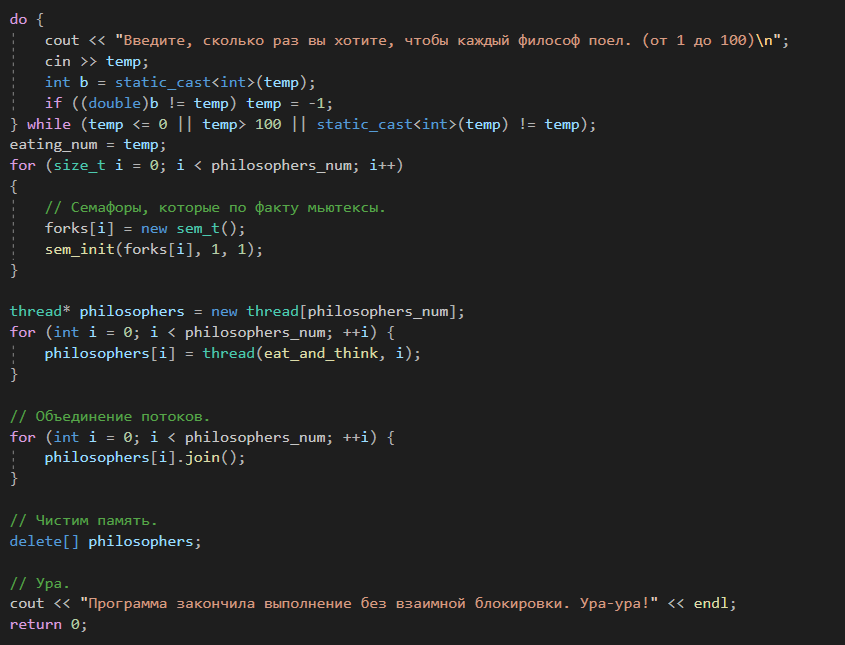 do {
    cout << "Введите, сколько раз вы хотите, чтобы каждый философ поел. (от 1 до 100)\n";
    cin >> temp;
    int b = static_cast<int>(temp);
    if ((double)b != temp) temp = -1;
} while (temp <= 0 || temp> 100 || static_cast<int>(temp) != temp);
eating_num = temp;
for (size_t i = 0; i < philosophers_num; i++)
{
    // Семафоры, которые по факту мьютексы.
    forks[i] = new sem_t();
    sem_init(forks[i], 1, 1);
}

thread* philosophers = new thread[philosophers_num];
for (int i = 0; i < philosophers_num; ++i) {
    philosophers[i] = thread(eat_and_think, i);
}

// Объединение потоков.
for (int i = 0; i < philosophers_num; ++i) {
    philosophers[i].join();
}

// Чистим память.
delete[] philosophers;

// Ура.
cout << "Программа закончила выполнение без взаимной блокировки. Ура-ура!" << endl;
return 0;